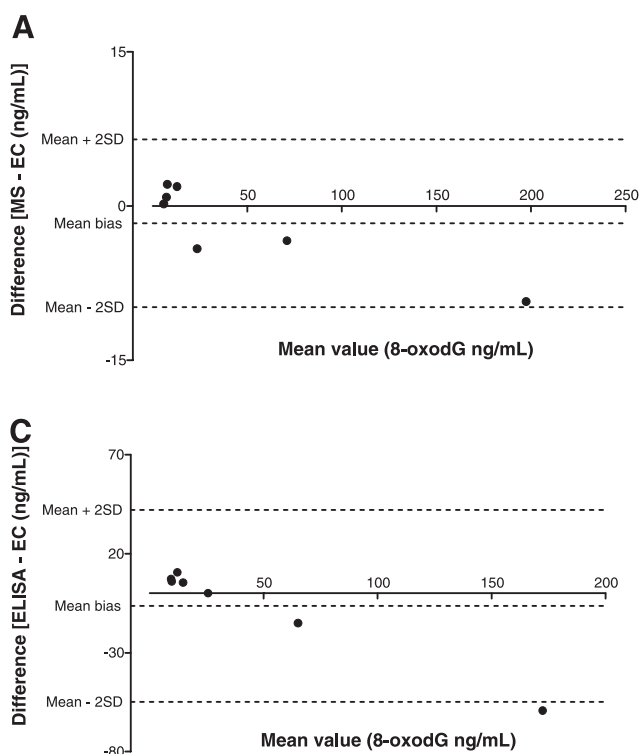 A
Difference [MS - EC (ng/mL)]
15
Mean + 2SD
50 100 150 200 250
0
Mean bias
Mean - 2SD
Mean value (8-oxodG ng/mL)
-15
C
Difference [ELISA - EC (ng/mL)]
70
Mean + 2SD
20
50 100 150 200
Mean bias
-30
Mean - 2SD
Mean value (8-oxodG ng/mL)
-80